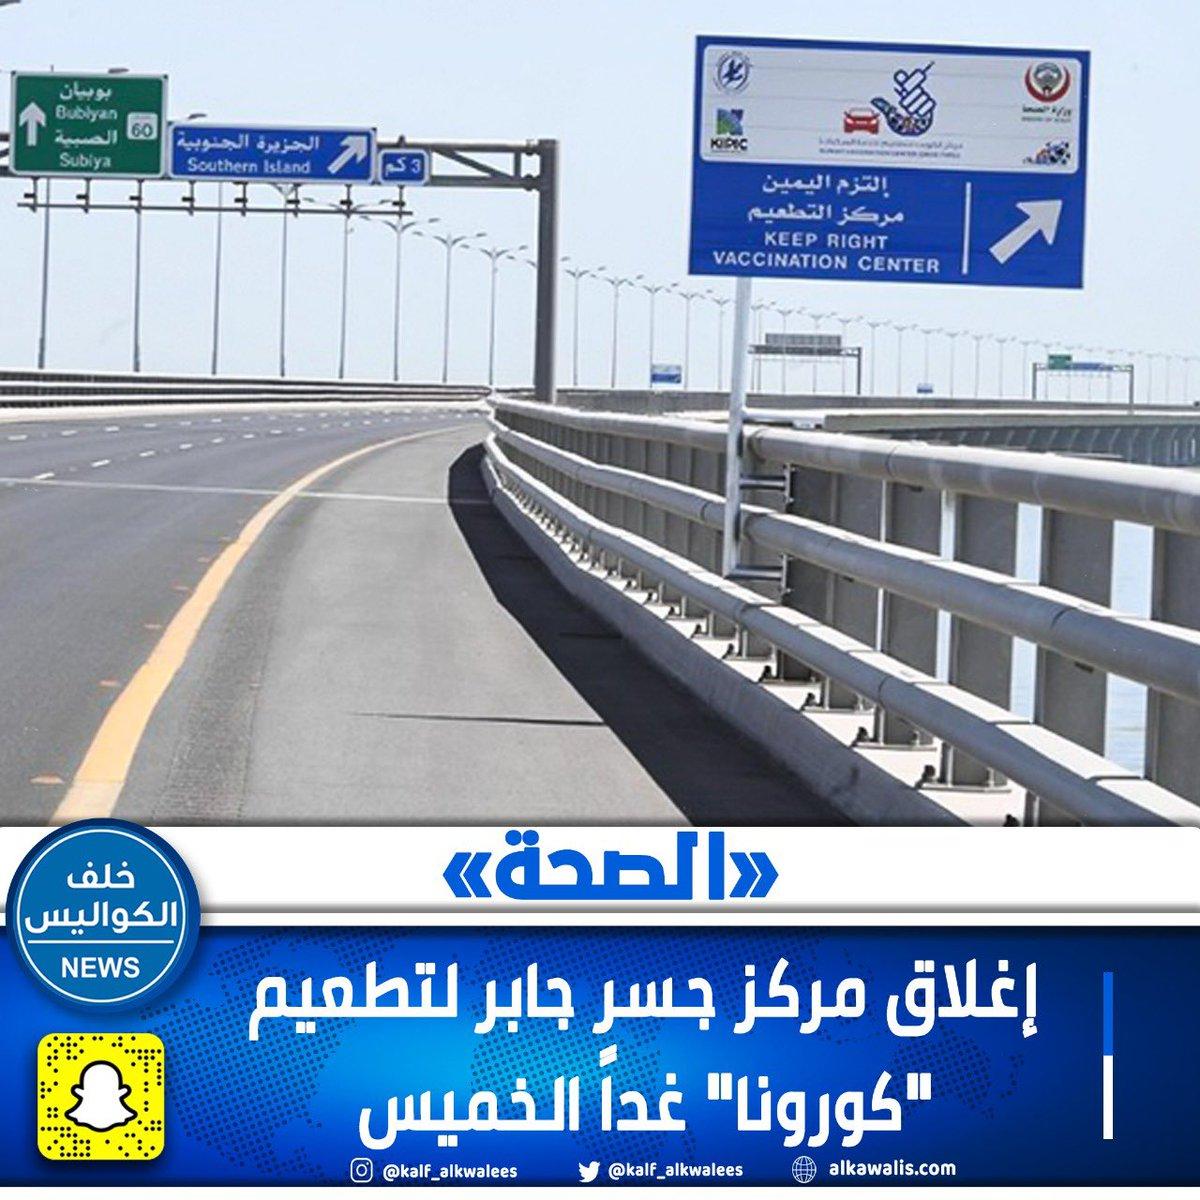 بوبيان
Bubiyan
الصبية
Subiya
60
الجزيرة الجنوبية
Southern Island
3 كم
KIPIC
وزارة الصحة
إلتزم اليمين
مركز التطعيم
KEEP RIGHT
VACCINATION CENTER
«الصحة»
خلف
الكواليس
NEWS
إغلاق مركز جسر جابر لتطعيم
"كورونا" غداً الخميس
@kalf_alkwalees
@kalf_alkwalees
alkawalis.com